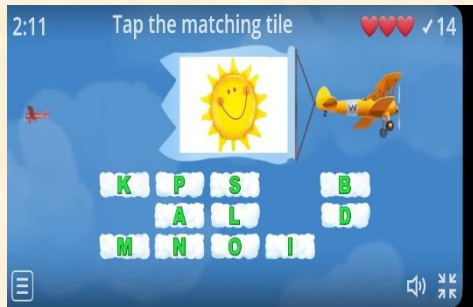 2:11 Tap the matching tile ✓ 14
W
K P S B
A L D
M N O I